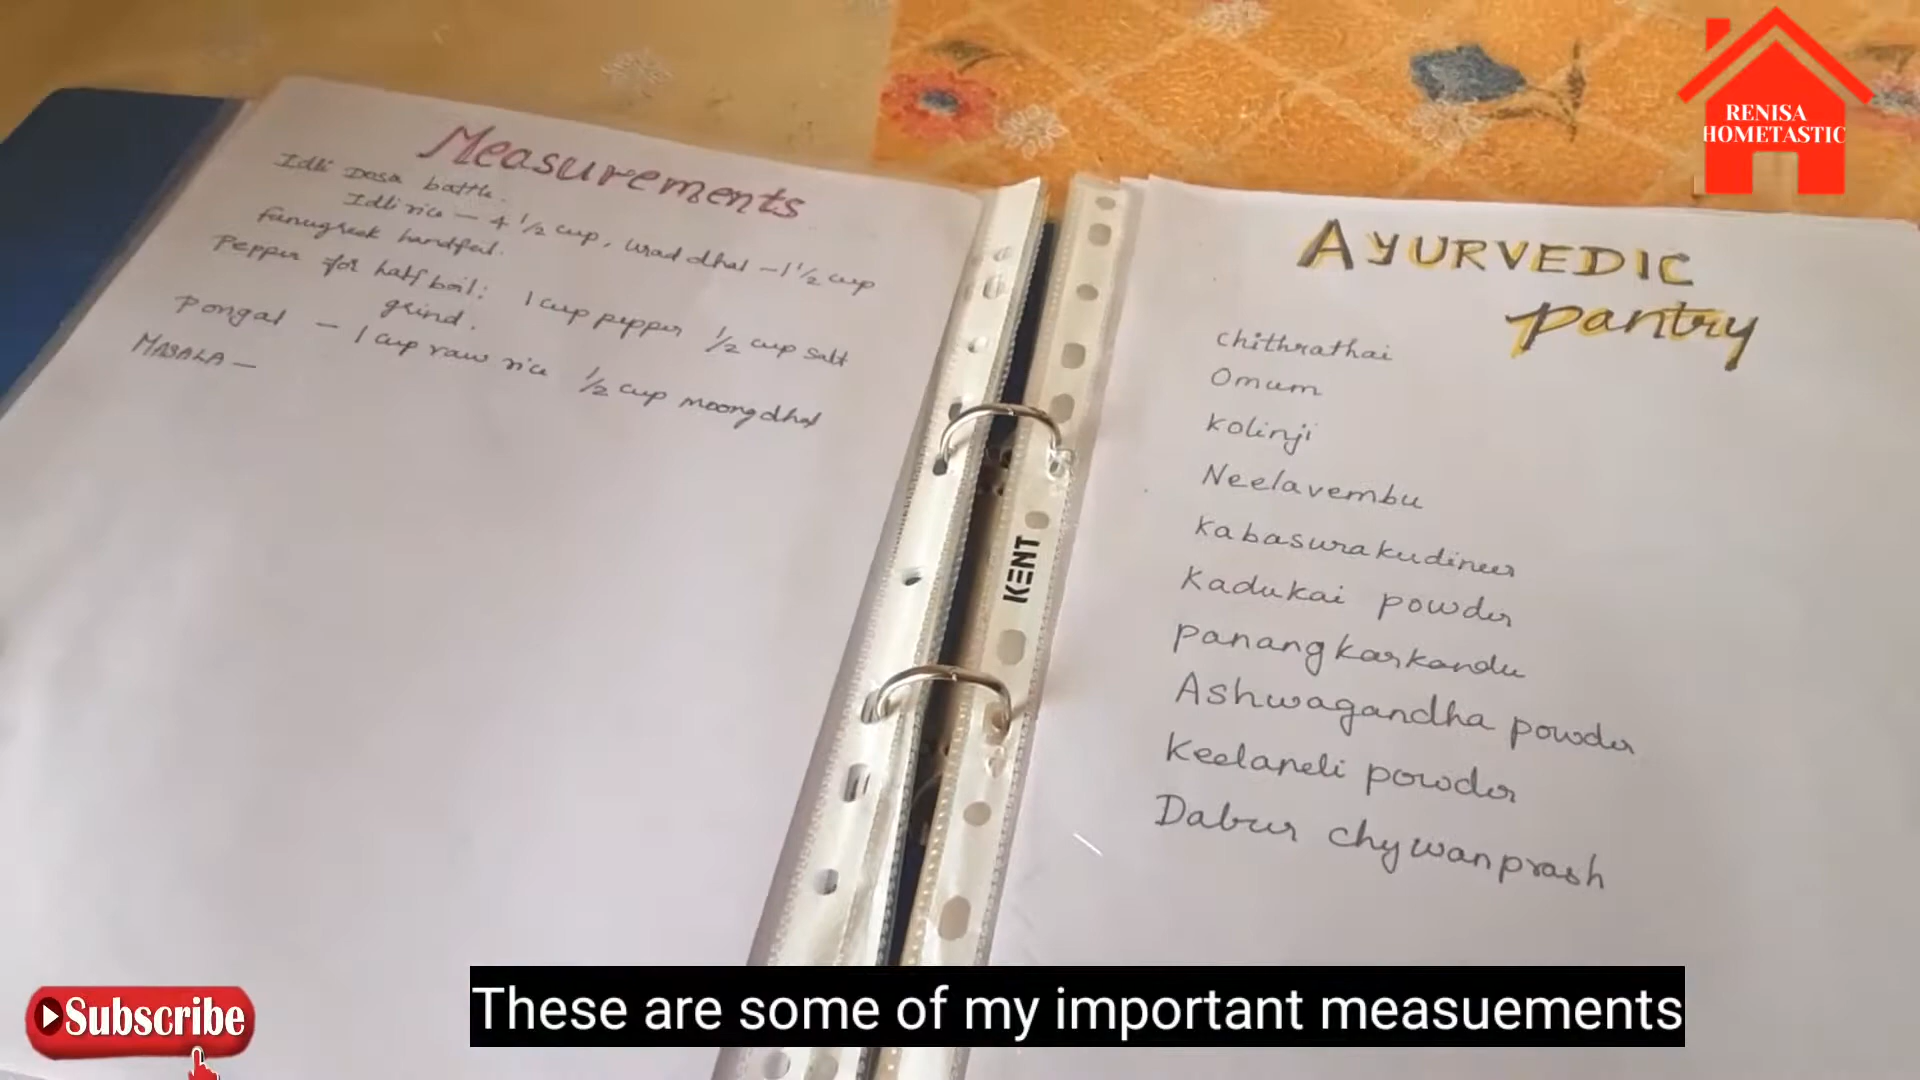 Measurements
Idli Dosa battle.
Idli rice - 4 1/2 cup, urad dhal - 1 1/2 cup
Fanugreek handful.
Pepper for half boil: 1 cup pepper 1/2 cup salt
grind.
Pongal - 1 cup raw rice 1/2 cup moong dhal
MASALA -
AYURVEDIC
pantry
chithrathai
Omum
Kolinji
Neelavembu
Kabasurakudineer
Kadukai powder
panangkarkandu
Ashwagandha powder
Keelaneli powder
Dabur chywanprash
KENT
RENISA
HOMETASTIC
Subscribe
These are some of my important measuements